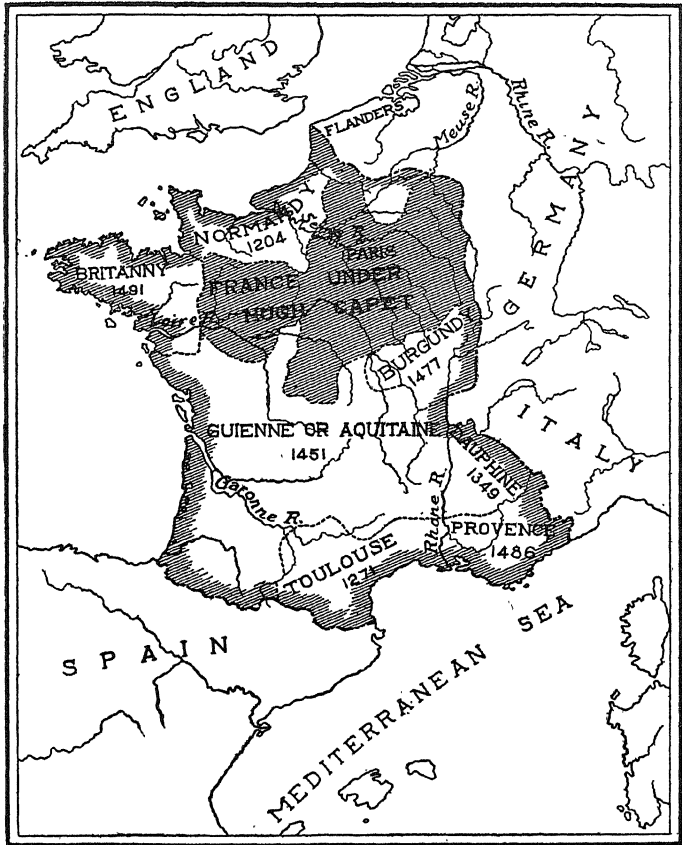 ENGLAND
FLANDERS
Meuse R.
Rhine R.
GERMANY
NORMANDY
1204
PARIS
BRITANNY
1491
FRANCE UNDER
HUGH CAPET
Loire R.
BURGUNDY
1477
GUIENNE OR AQUITAINE
1451
DAUPHINE
1349
ITALY
Garonne R.
Rhone R.
PROVENCE
1486
TOULOUSE
1271
SPAIN
MEDITERRANEAN SEA